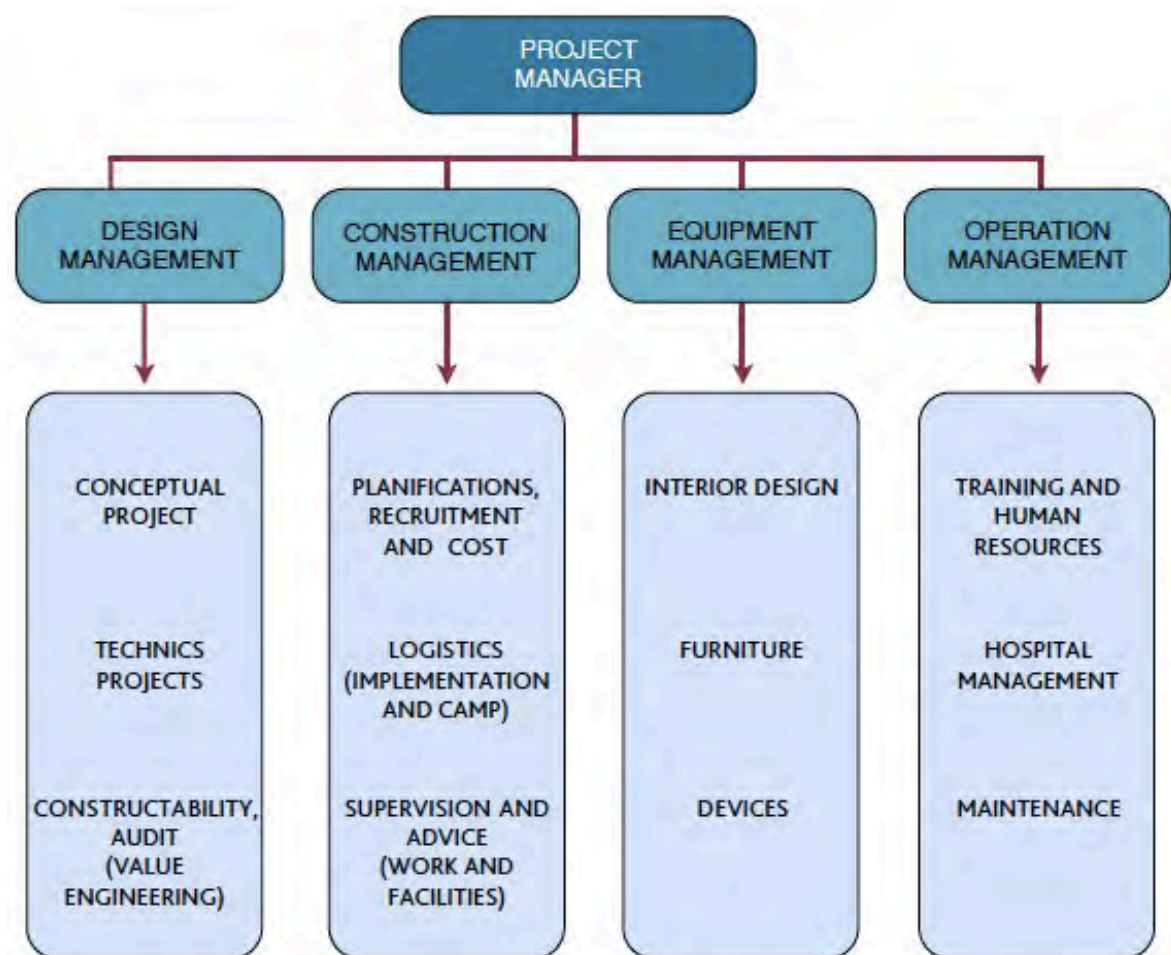 PROJECT
MANAGER
DESIGN
MANAGEMENT
CONSTRUCTION
MANAGEMENT
EQUIPMENT
MANAGEMENT
OPERATION
MANAGEMENT
CONCEPTUAL
PROJECT
TECHNICS
PROJECTS
CONSTRUCTABILITY,
AUDIT
(VALUE
ENGINEERING)
PLANIFICATIONS,
RECRUITMENT
AND COST
LOGISTICS
(IMPLEMENTATION
AND CAMP)
SUPERVISION AND
ADVICE
(WORK AND
FACILITIES)
INTERIOR DESIGN
FURNITURE
DEVICES
TRAINING AND
HUMAN
RESOURCES
HOSPITAL
MANAGEMENT
MAINTENANCE